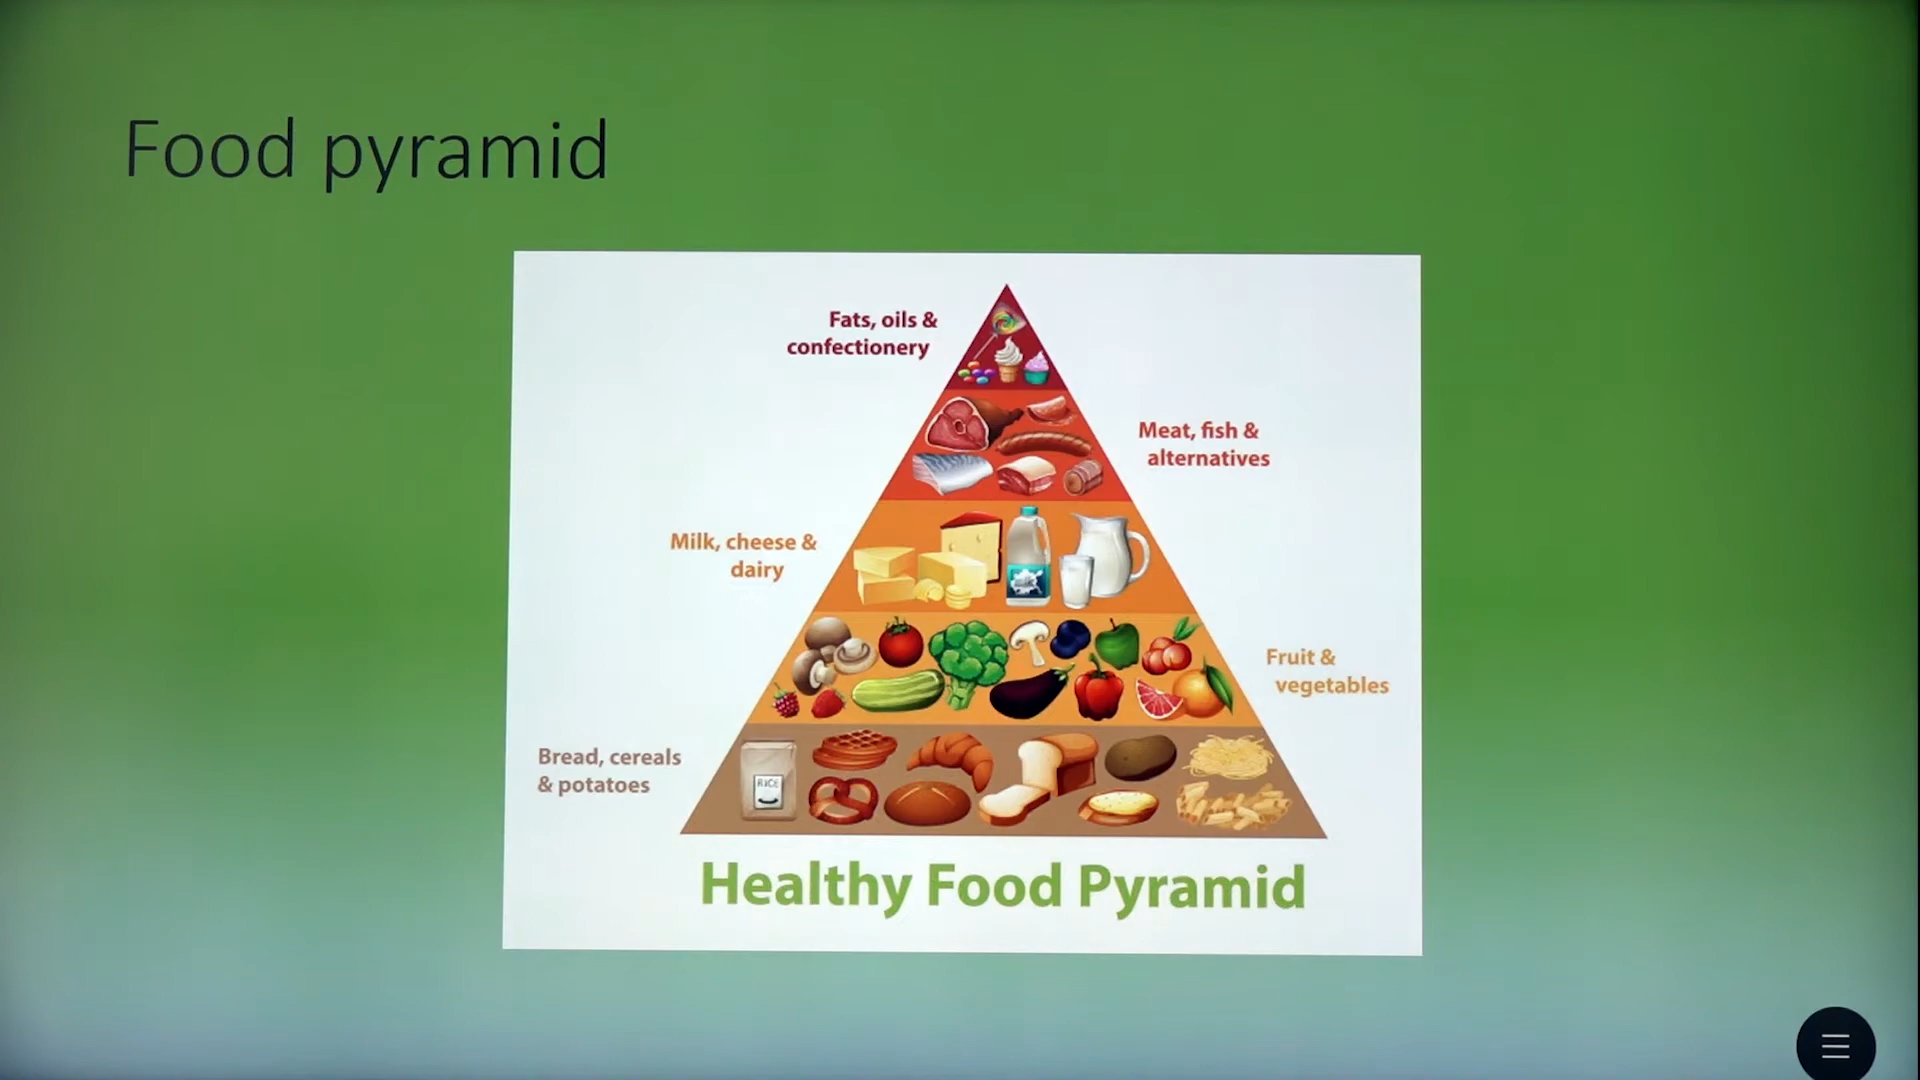 Food pyramid
Fats, oils &
confectionery
Meat, fish &
alternatives
Milk, cheese &
dairy
Fruit &
vegetables
Bread, cereals
& potatoes
RICE
Healthy Food Pyramid